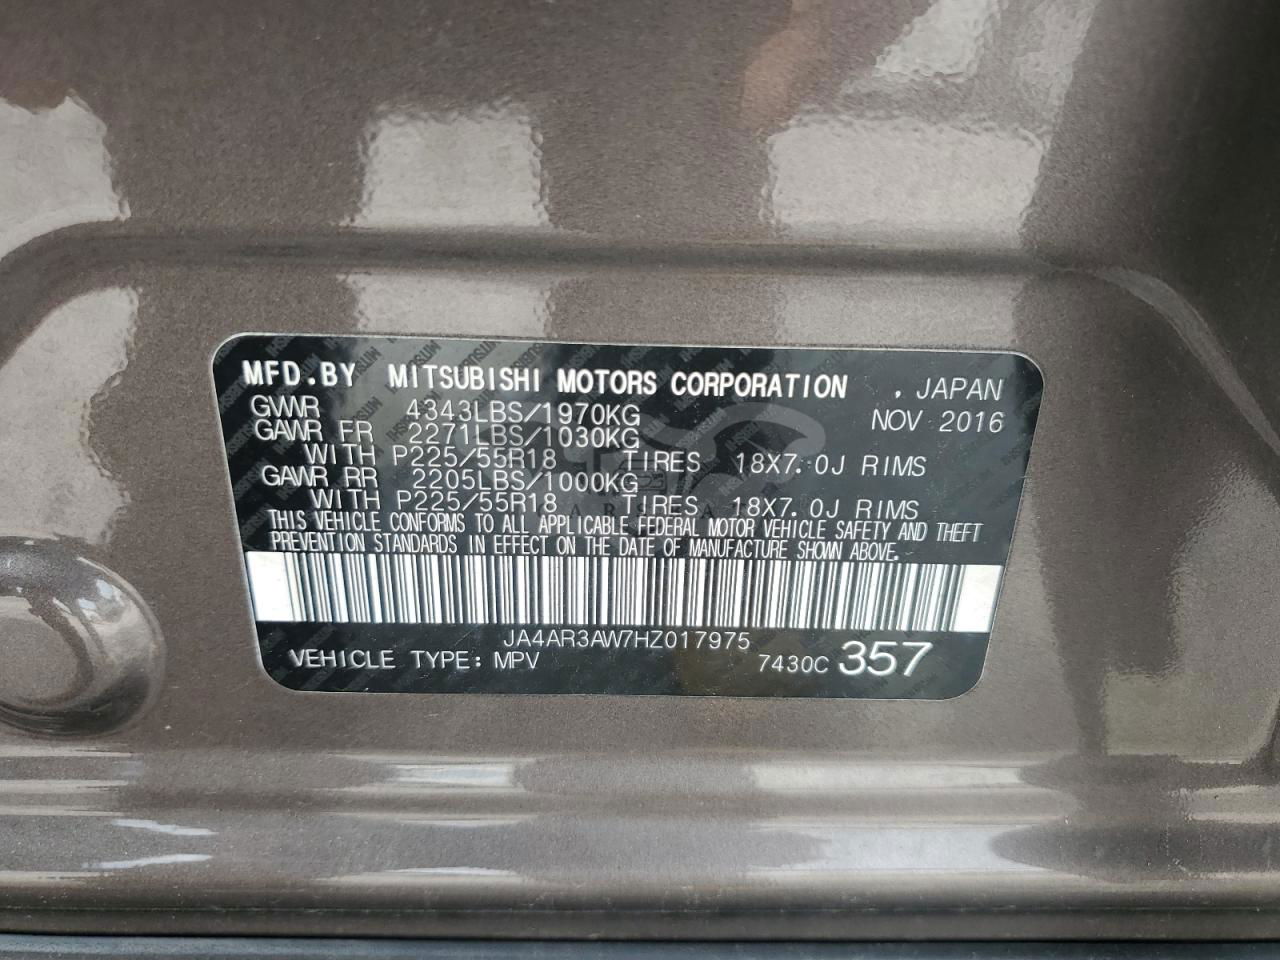 MFD.BY MITSUBISHI MOTORS CORPORATION , JAPAN
GVWR 4343LBS/1970KG NOV 2016
GAWR FR 2271LBS/1030KG
WITH P225/55R18 TIRES 18X7.0J RIMS
GAWR RR 2205LBS/1000KG
WITH P225/55R18 TIRES 18X7.0J RIMS
THIS VEHICLE CONFORMS TO ALL APPLICABLE FEDERAL MOTOR VEHICLE SAFETY AND THEFT
PREVENTION STANDARDS IN EFFECT ON THE DATE OF MANUFACTURE SHOWN ABOVE.
JA4AR3AW7HZ017975
VEHICLE TYPE: MPV 7430C 357